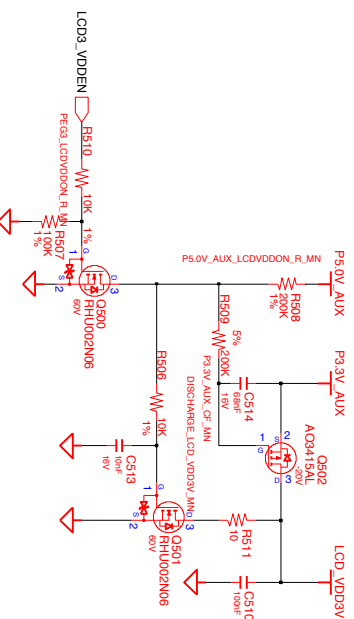 LCD3_VDDEN
R510
10K
1%
PEG3_LCDVDDON_R_MN
R507
100K
1%
1
G
D
3
S
2
Q500
RHU002N06
60V
P5.0V_AUX_LCDVDDON_R_MN
P5.0V_AUX
R508
200K
1%
R509
5%
200K
P3.3V_AUX_CF_MN
P3.3V_AUX
C514
68nF
16V
1
G
2
S
D
3
Q502
AO3415AL
-20V
LCD_VDD3V
R506
10K
1%
DISCHARGE_LCD_VDD3V_MN
C513
10nF
16V
1
G
D
3
S
2
Q501
RHU002N06
60V
R511
10
C510
100nF